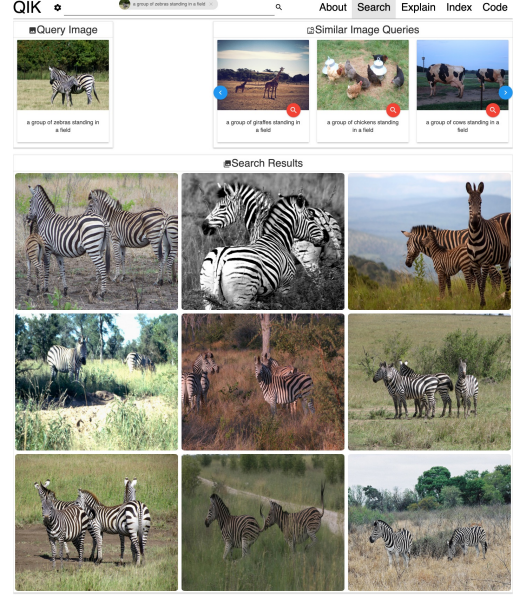 QIK
a group of zebras standing in a field
About Search Explain Index Code
Query Image
a group of zebras standing in
a field
Similar Image Queries
a group of giraffes standing in
a field
a group of chickens standing
in a field
a group of cows standing in a
field
Search Results